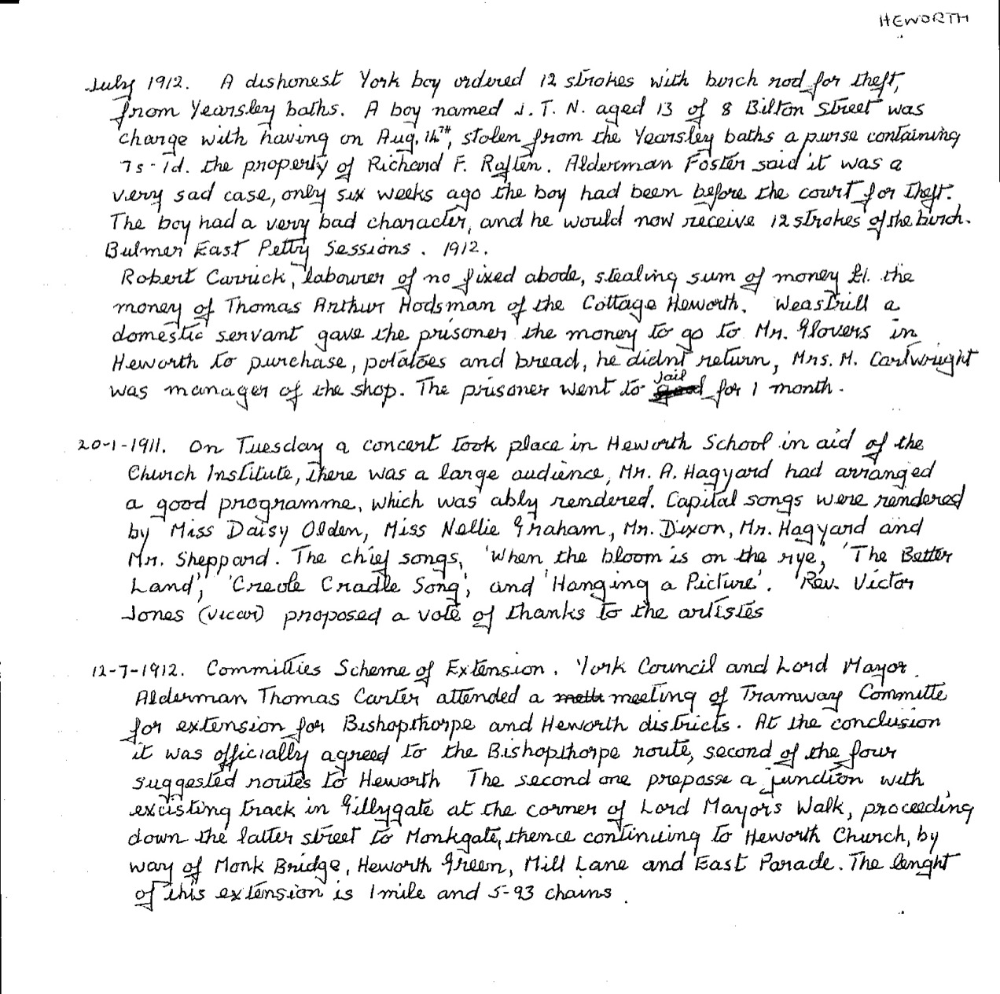 HEWORTH
July 1912. A dishonest York boy ordered 12 strokes with birch rod for theft,
from Yearsley baths. A boy named J. T. N. aged 13 of 8 Bilton Street was
charge with having on Aug. 14th, stolen from the Yearsley baths a purse containing
7s-1d. the property of Richard F. Raften. Alderman Foster said it was a
very sad case, only six weeks ago the boy had been before the court for theft.
The boy had a very bad character, and he would now receive 12 strokes of the birch.
Bulmer East Petty Sessions. 1912.
Robert Carrick, labourer of no fixed abode, stealing sum of money £1. the
money of Thomas Arthur Hodsman of the Cottage Heworth. Weastrill a
domestic servant gave the prisoner the money to go to Mr. Glovers in
Heworth to purchase, potatoes and bread, he didnt return, Mrs. M. Cartwright
was manager of the shop. The prisoner went to Jail for 1 month.
20-1-1911. On Tuesday a concert took place in Heworth School in aid of the
Church Institute, there was a large audience, Mr. A. Hagyard had arranged
a good programme, which was ably rendered. Capital songs were rendered
by Miss Daisy Olden, Miss Nellie Graham, Mr. Dixon, Mr. Hagyard and
Mr. Sheppard. The chief songs, 'When the bloom is on the rye,' 'The Better
Land', 'Creole Cradle Song', and 'Hanging a Picture'. Rev. Victor
Jones (vicar) proposed a vote of thanks to the artistes
12-7-1912. Committies Scheme of Extension. York Council and Lord Mayor.
Alderman Thomas Carter attended a meeting of Tramway Committe
for extension for Bishopthorpe and Heworth districts. At the conclusion
it was officially agreed to the Bishopthorpe route, second of the four
suggested routes to Heworth The second one preposse a junction with
excisting track in Gillygate at the corner of Lord Mayors Walk, proceeding
down the latter street to Monkgate, thence continuing to Heworth Church, by
way of Monk Bridge, Heworth Green, Mill Lane and East Parade. The lenght
of this extension is 1 mile and 5-93 chains.